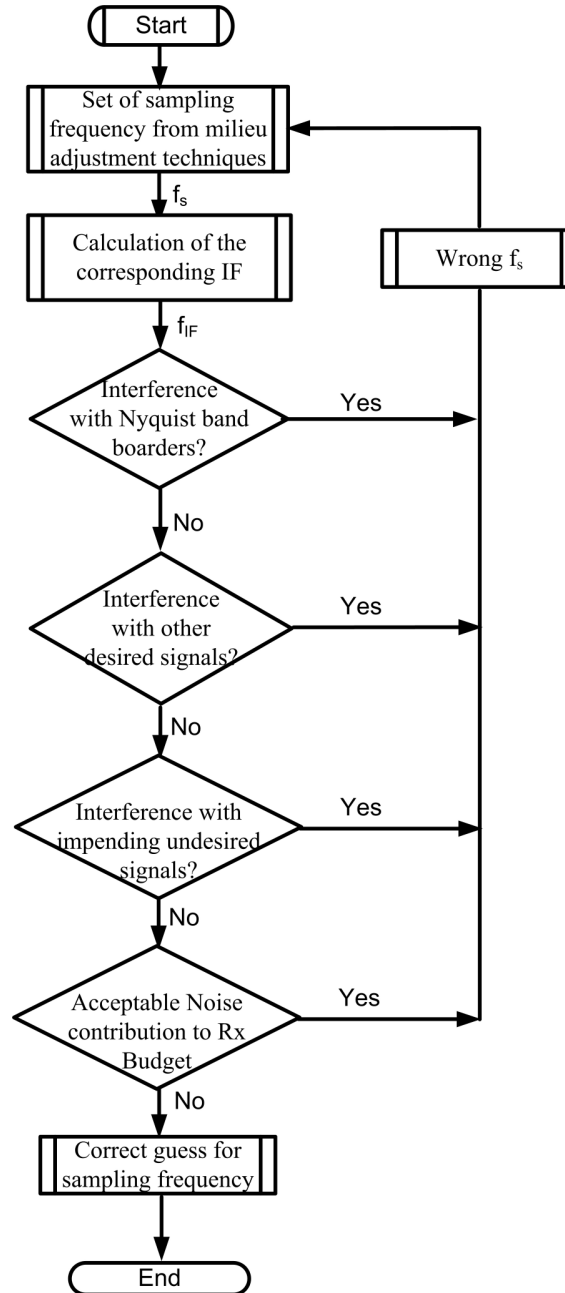 Start
Set of sampling
frequency from milieu
adjustment techniques
fs
Calculation of the
corresponding IF
Wrong fs
fIF
Interference
with Nyquist band
boarders?
Yes
No
Interference
with other
desired signals?
Yes
No
Interference with
impending undesired
signals?
Yes
No
Acceptable Noise
contribution to Rx
Budget
Yes
No
Correct guess for
sampling frequency
End